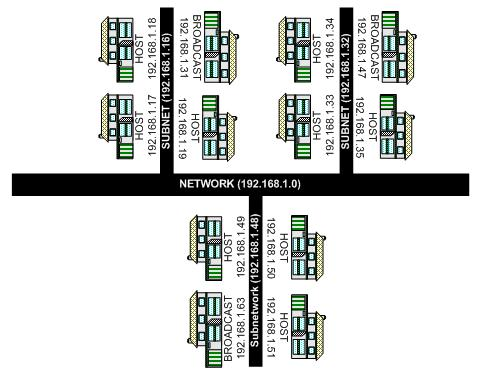 HOST
192.168.1.18
SUBNET (192.168.1.16)
BROADCAST
192.168.1.31
HOST
192.168.1.17
HOST
192.168.1.19
HOST
192.168.1.34
SUBNET (192.168.1.32)
BROADCAST
192.168.1.47
HOST
192.168.1.33
HOST
192.168.1.35
NETWORK (192.168.1.0)
HOST
192.168.1.49
Subnetwork (192.168.1.48)
HOST
192.168.1.50
BROADCAST
192.168.1.63
HOST
192.168.1.51